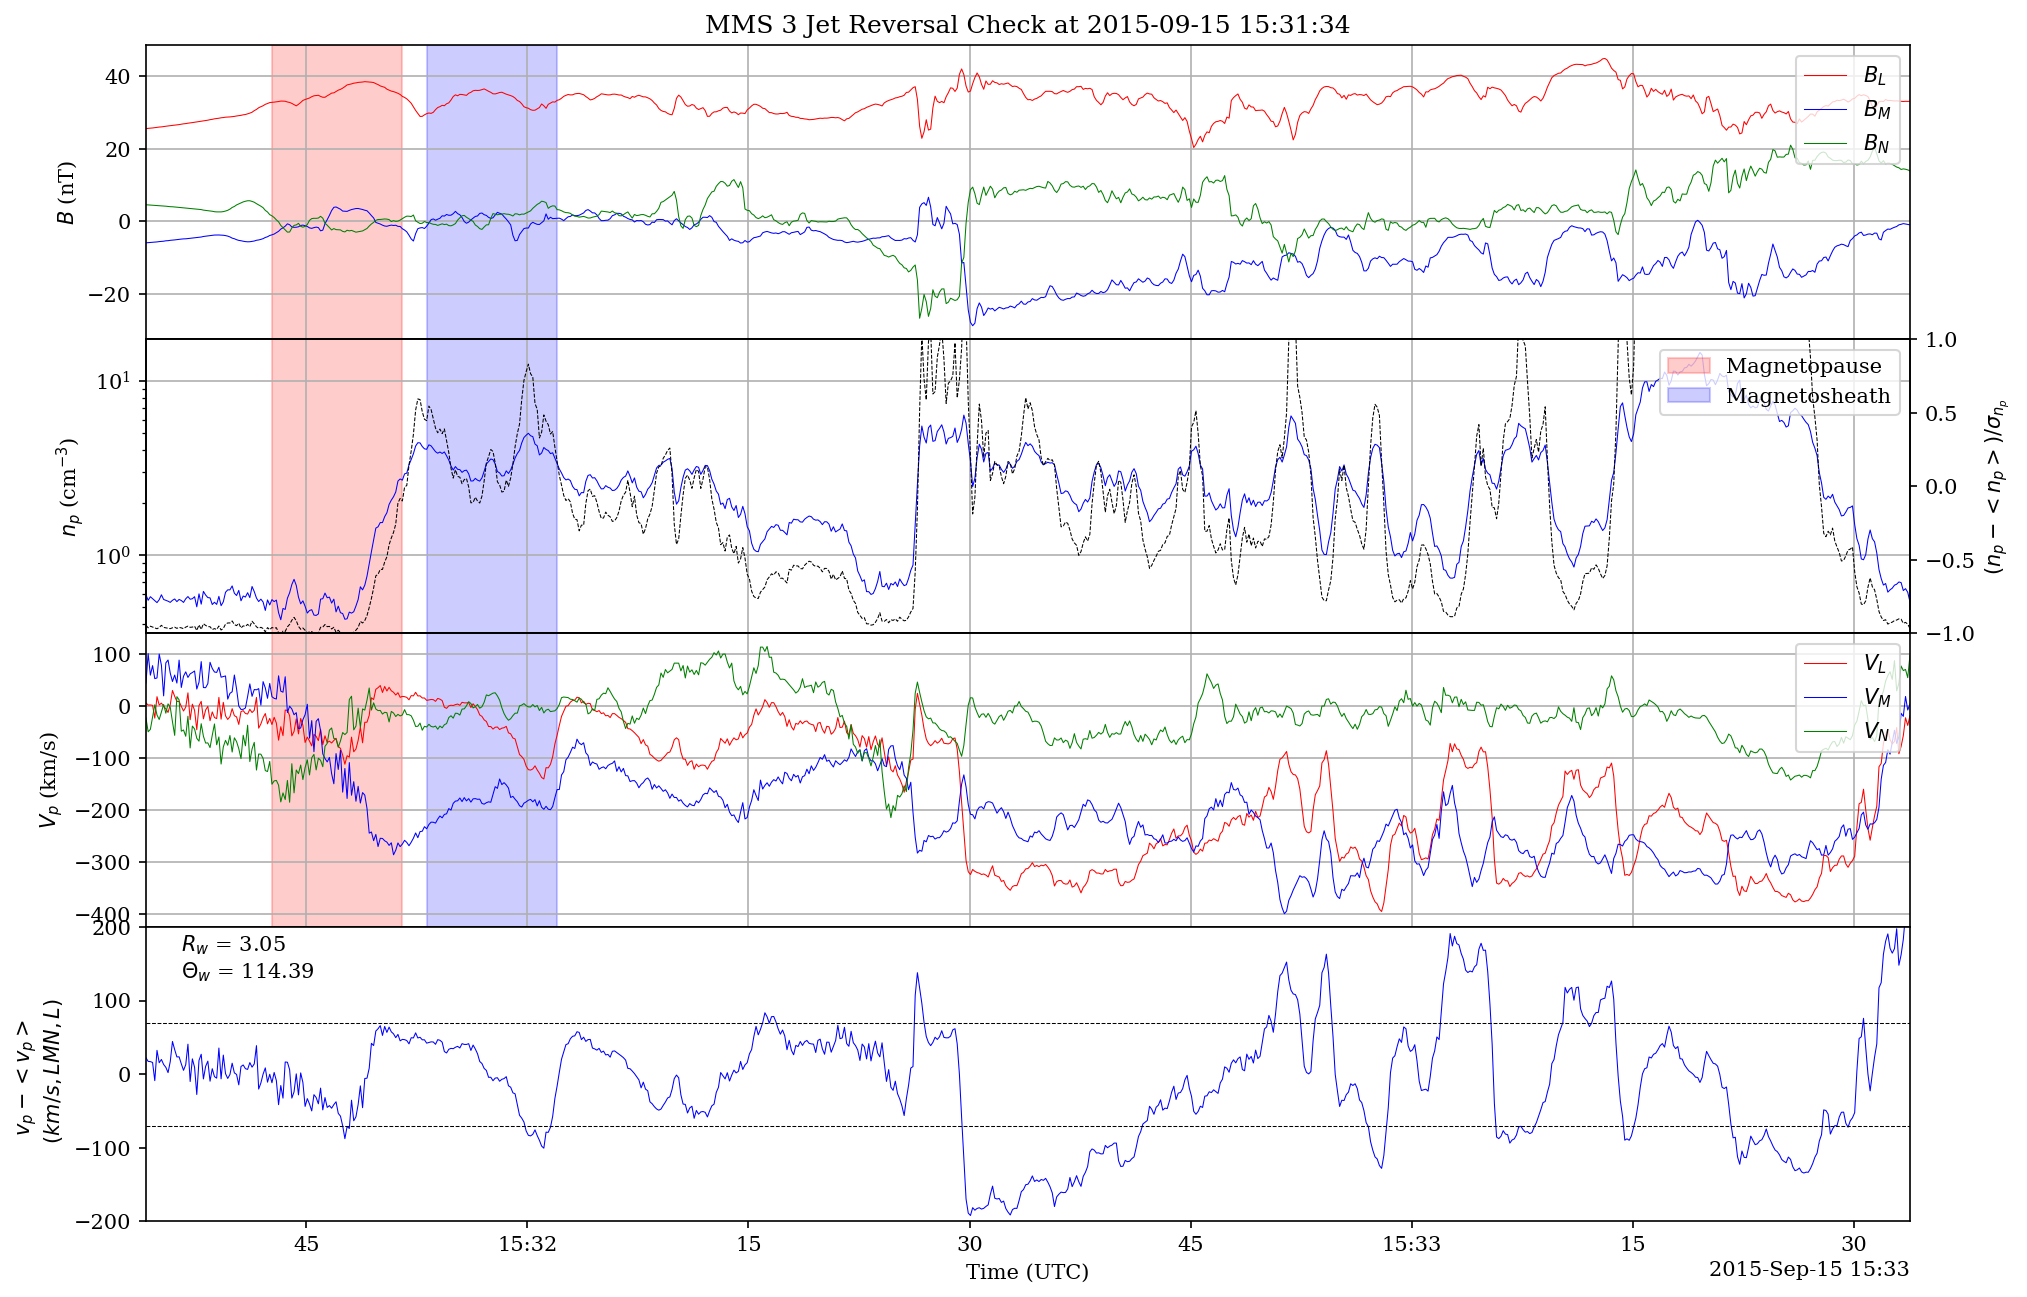 MMS 3 Jet Reversal Check at 2015-09-15 15:31:34
40
20
0
−20
B (nT)
B_L
B_M
B_N
10^1
10^0
n_p (cm^−3)
1.0
0.5
0.0
−0.5
−1.0
(n_p − < n_p >)/σ_{n_p}
Magnetopause
Magnetosheath
100
0
−100
−200
−300
−400
V_p (km/s)
V_L
V_M
V_N
200
100
0
−100
−200
v_p − < v_p >
(km/s, LMN, L)
R_w = 3.05
Θ_w = 114.39
45
15:32
15
30
45
15:33
15
30
Time (UTC)
2015-Sep-15 15:33